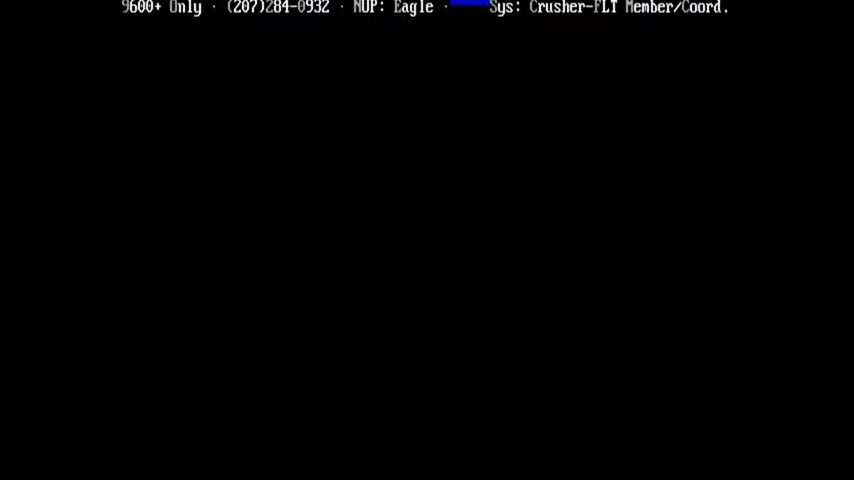 9600+ Only · (207)284-0932 · NUP: Eagle · Sys: Crusher-FLT Member/Coord.